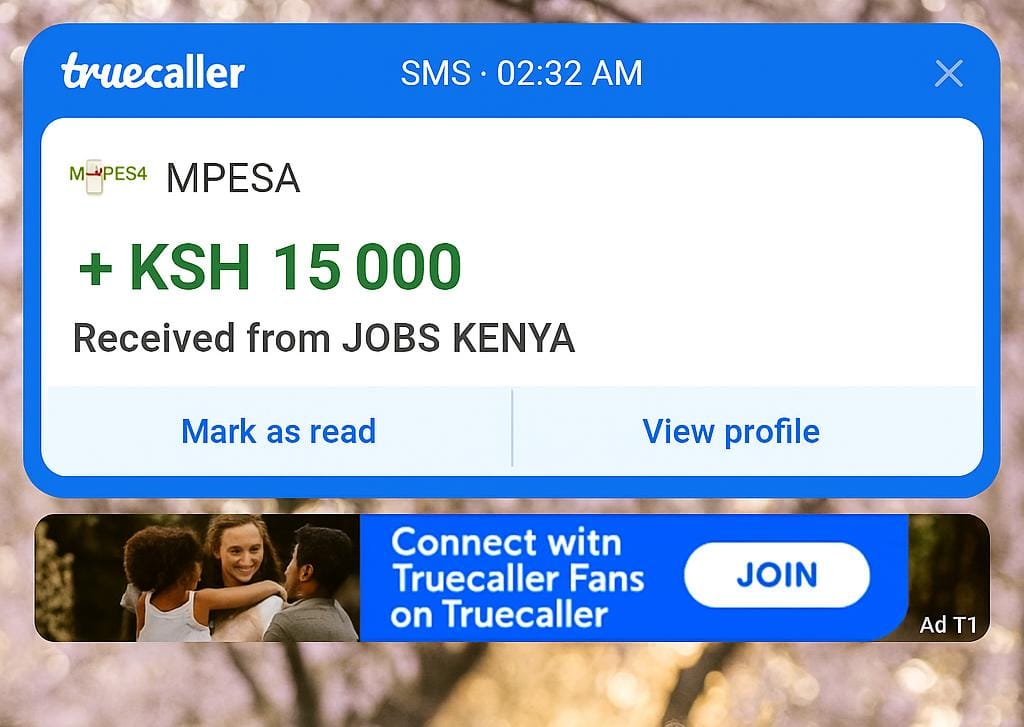 truecaller SMS · 02:32 AM
M-PES4 MPESA
+ KSH 15 000
Received from JOBS KENYA
Mark as read View profile
Connect witn
Truecaller Fans
on Truecaller
JOIN
Ad T1